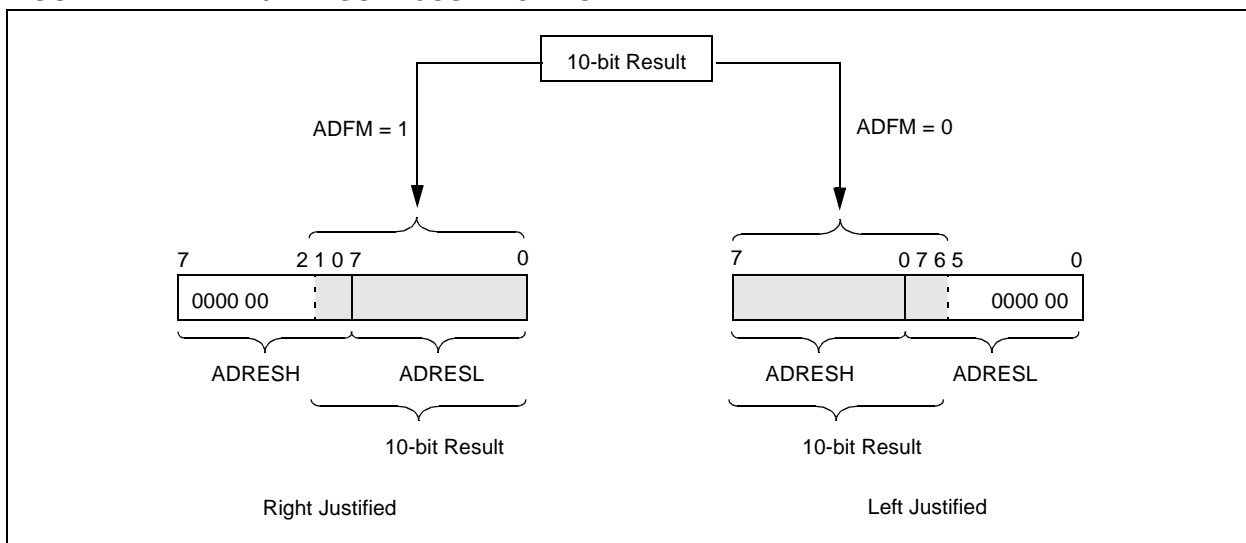 10-bit Result
ADFM = 1
ADFM = 0
7 2 1 0 7 0
7 0 7 6 5 0
0000 00
0000 00
ADRESH ADRESL
ADRESH ADRESL
10-bit Result
10-bit Result
Right Justified
Left Justified